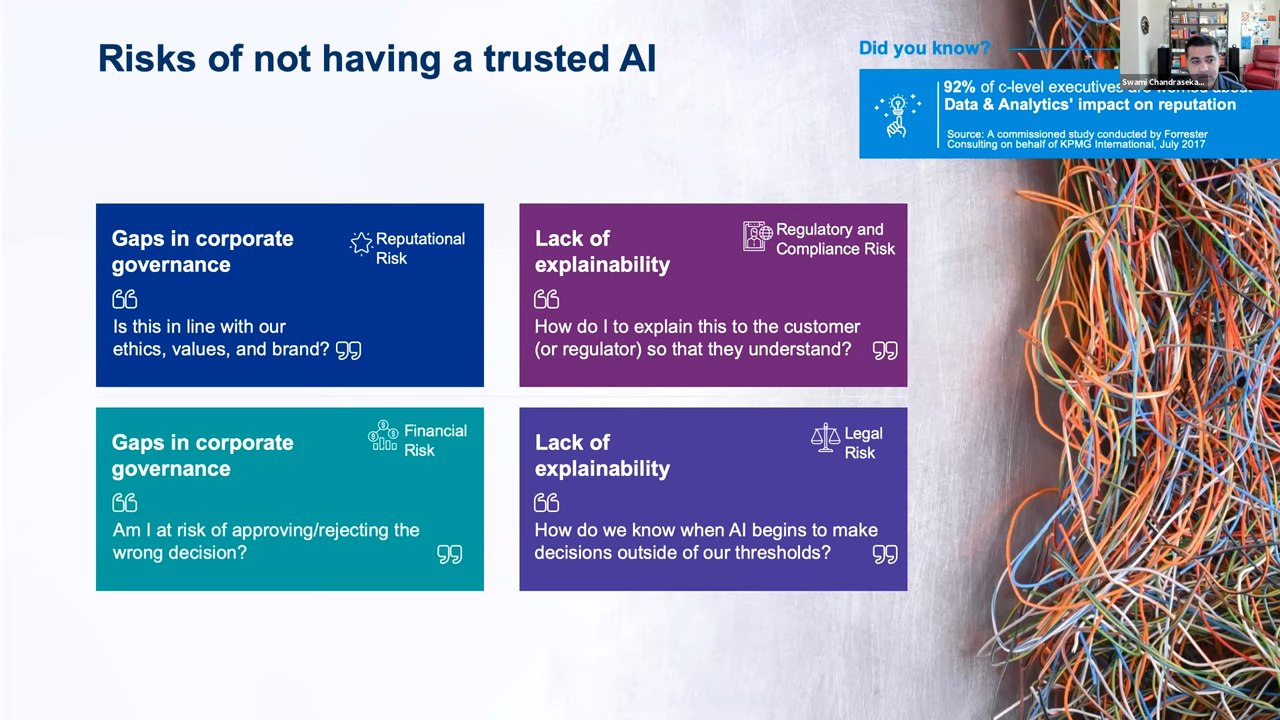 Risks of not having a trusted AI
Did you know?
92% of c-level executives are worried about
Data & Analytics' impact on reputation
Source: A commissioned study conducted by Forrester
Consulting on behalf of KPMG International, July 2017
Swami Chandraseka...
Gaps in corporate
governance
Reputational
Risk
Is this in line with our
ethics, values, and brand?
Lack of
explainability
Regulatory and
Compliance Risk
How do I to explain this to the customer
(or regulator) so that they understand?
Gaps in corporate
governance
Financial
Risk
Am I at risk of approving/rejecting the
wrong decision?
Lack of
explainability
Legal
Risk
How do we know when AI begins to make
decisions outside of our thresholds?